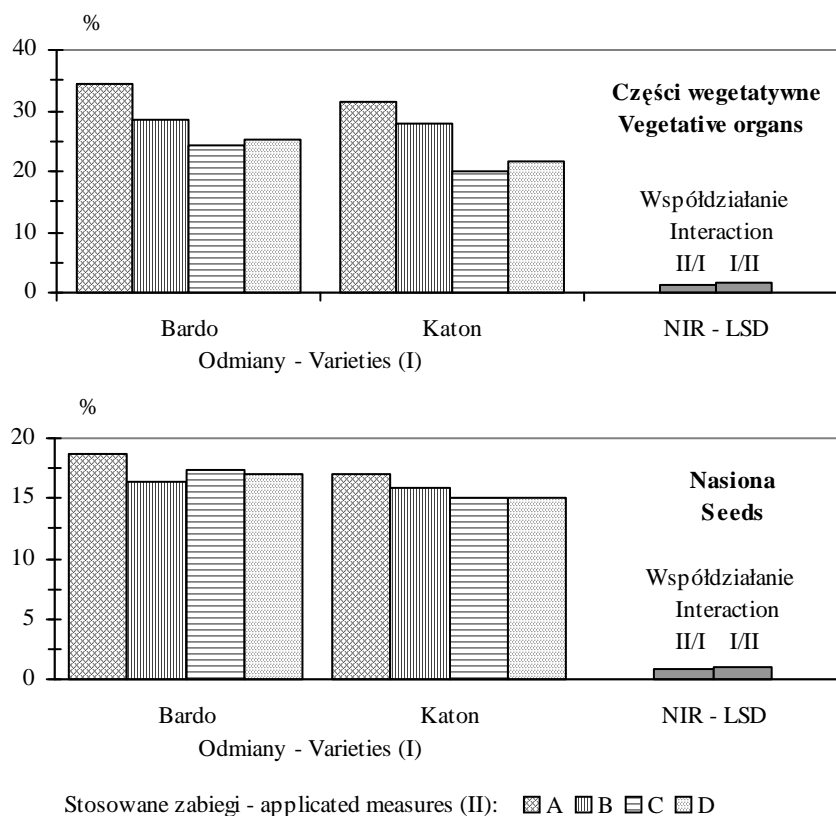 %
40
30
20
10
0
Części wegetatywne
Vegetative organs
Współdziałanie
Interaction
II/I I/II
Bardo Katon NIR - LSD
Odmiany - Varieties (I)
%
20
15
10
5
0
Nasiona
Seeds
Współdziałanie
Interaction
II/I I/II
Bardo Katon NIR - LSD
Odmiany - Varieties (I)
Stosowane zabiegi - applicated measures (II): A B C D